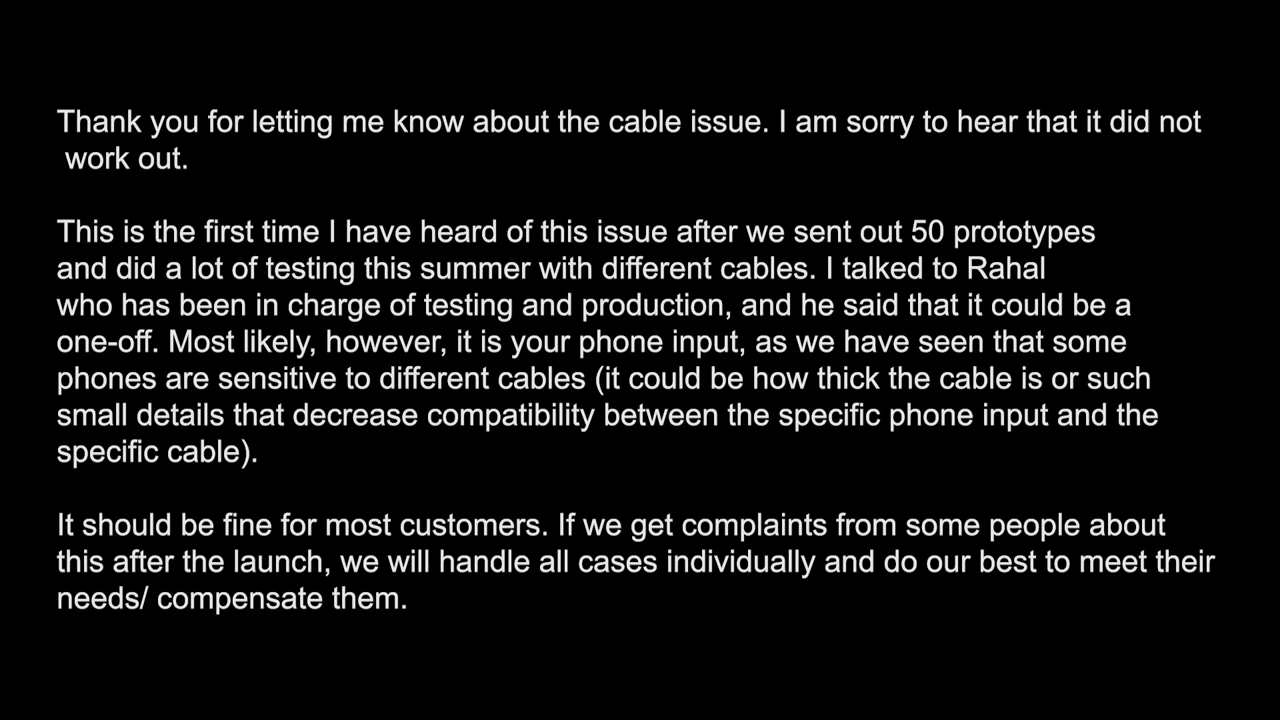 Thank you for letting me know about the cable issue. I am sorry to hear that it did not
work out.
This is the first time I have heard of this issue after we sent out 50 prototypes
and did a lot of testing this summer with different cables. I talked to Rahal
who has been in charge of testing and production, and he said that it could be a
one-off. Most likely, however, it is your phone input, as we have seen that some
phones are sensitive to different cables (it could be how thick the cable is or such
small details that decrease compatibility between the specific phone input and the
specific cable).
It should be fine for most customers. If we get complaints from some people about
this after the launch, we will handle all cases individually and do our best to meet their
needs/ compensate them.